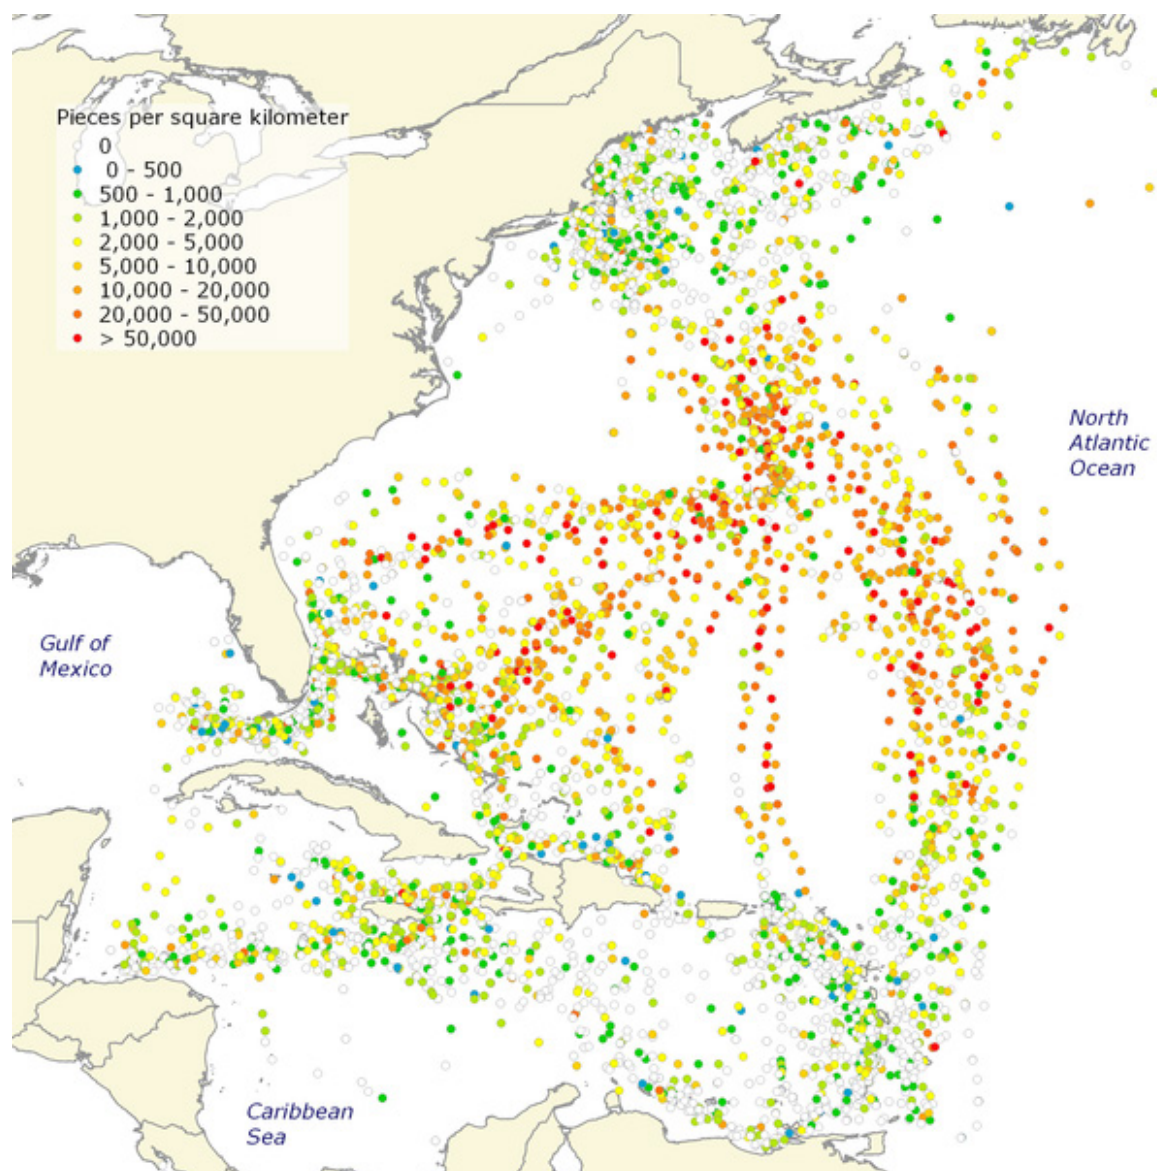 Pieces per square kilometer
0
0 - 500
500 - 1,000
1,000 - 2,000
2,000 - 5,000
5,000 - 10,000
10,000 - 20,000
20,000 - 50,000
> 50,000
North
Atlantic
Ocean
Gulf of
Mexico
Caribbean
Sea